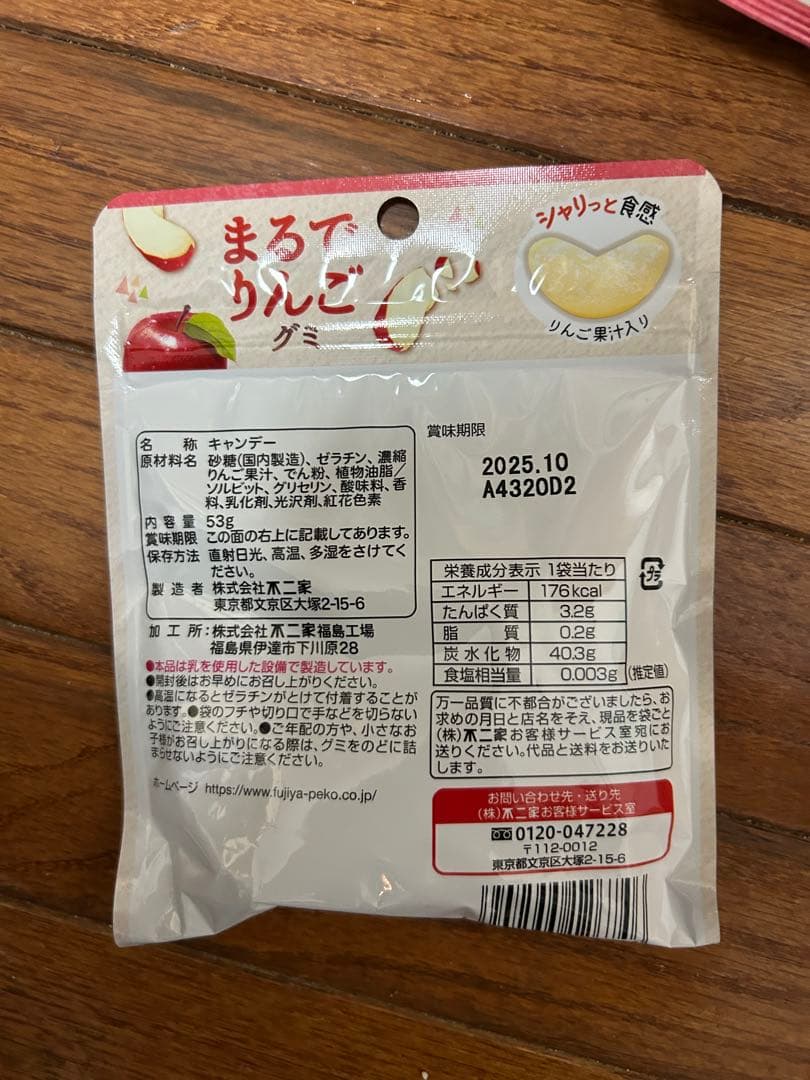 まるで
りんご
グミ
シャリっと食感
りんご果汁入り
名 称 キャンデー
原材料名 砂糖(国内製造)、ゼラチン、濃縮
りんご果汁、でん粉、植物油脂/
ソルビット、グリセリン、酸味料、香
料、乳化剤、光沢剤、紅花色素
内容量 53g
賞味期限 この面の右上に記載してあります。
保存方法 直射日光、高温、多湿をさけてく
ださい。
製造者 株式会社不二家
東京都文京区大塚2-15-6
加工所:株式会社不二家福島工場
福島県伊達市下川原28
●本品は乳を使用した設備で製造しています。
●開封後はお早めにお召し上がりください。
●高温になるとゼラチンがとけて付着することが
あります。●袋のフチや切り口で手などを切らない
ようにご注意ください。●ご年配の方や、小さなお
子様がお召し上がりになる際は、グミをのどに詰
まらせないようにご注意ください。
ホームページ https://www.fujiya-peko.co.jp/
賞味期限
2025.10
A4320D2
栄養成分表示 1袋当たり
エネルギー 176kcal
たんぱく質 3.2g
脂質 0.2g
炭水化物 40.3g
食塩相当量 0.003g (推定値)
プラ
万一品質に不都合がございましたら、お
求めの月日と店名をそえ、現品を袋ごと
(株)不二家お客様サービス室宛にお
送りください。代品と送料をお送りいた
します。
お問い合わせ先・送り先
(株)不二家お客様サービス室
0120-047228
〒112-0012
東京都文京区大塚2-15-6